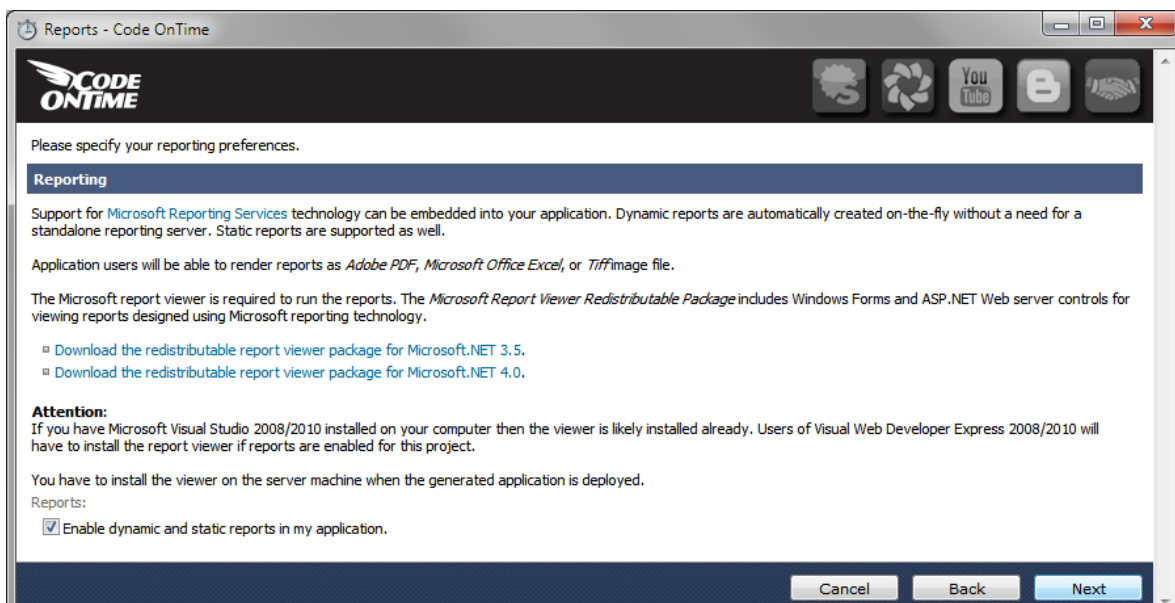 Reports - Code OnTime
CODE
ONTIME
You
Tube
Please specify your reporting preferences.
Reporting
Support for Microsoft Reporting Services technology can be embedded into your application. Dynamic reports are automatically created on-the-fly without a need for a
standalone reporting server. Static reports are supported as well.
Application users will be able to render reports as Adobe PDF, Microsoft Office Excel, or Tiff image file.
The Microsoft report viewer is required to run the reports. The Microsoft Report Viewer Redistributable Package includes Windows Forms and ASP.NET Web server controls for
viewing reports designed using Microsoft reporting technology.
Download the redistributable report viewer package for Microsoft.NET 3.5.
Download the redistributable report viewer package for Microsoft.NET 4.0.
Attention:
If you have Microsoft Visual Studio 2008/2010 installed on your computer then the viewer is likely installed already. Users of Visual Web Developer Express 2008/2010 will
have to install the report viewer if reports are enabled for this project.
You have to install the viewer on the server machine when the generated application is deployed.
Reports:
Enable dynamic and static reports in my application.
Cancel Back Next